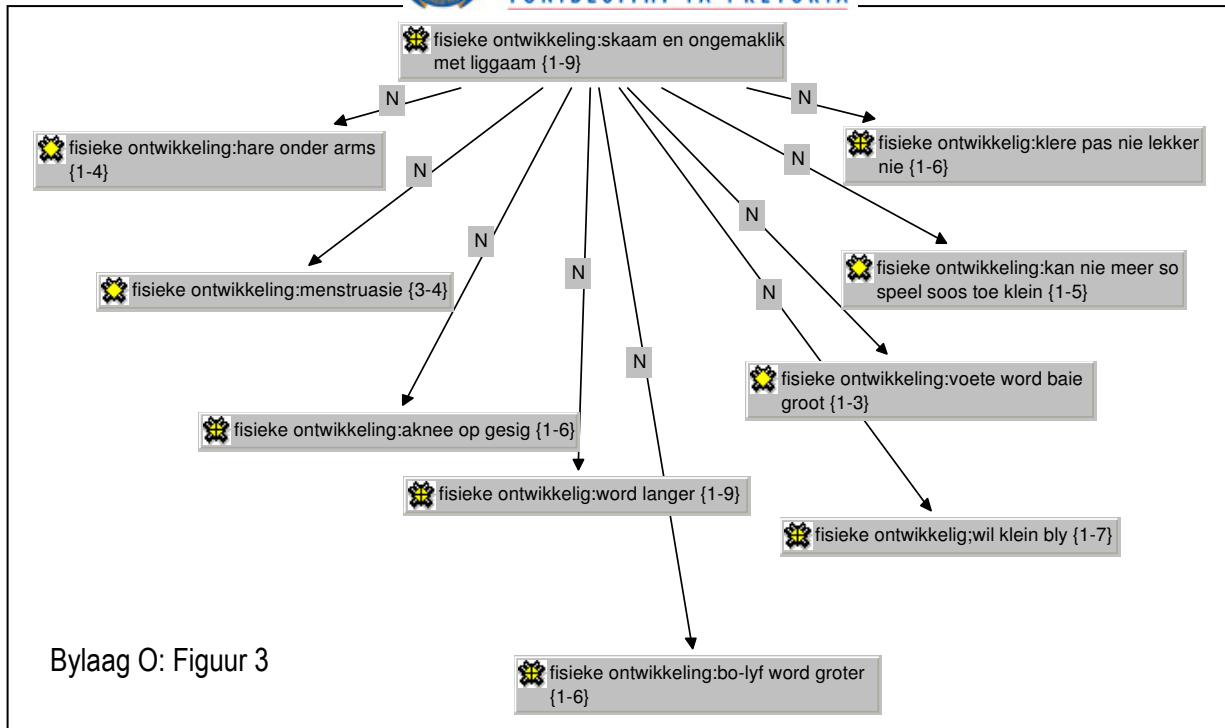 fisieke ontwikkeling:skaam en ongemaklik
met liggaam {1-9}
N
N
fisieke ontwikkeling:hare onder arms
{1-4}
fisieke ontwikkelig:klere pas nie lekker
nie {1-6}
N
N
N
N
fisieke ontwikkeling:kan nie meer so
speel soos toe klein {1-5}
fisieke ontwikkeling:menstruasie {3-4}
N
N
N
fisieke ontwikkeling:voete word baie
groot {1-3}
fisieke ontwikkeling:aknee op gesig {1-6}
fisieke ontwikkelig:word langer {1-9}
fisieke ontwikkelig;wil klein bly {1-7}
Bylaag O: Figuur 3
fisieke ontwikkeling:bo-lyf word groter
{1-6}